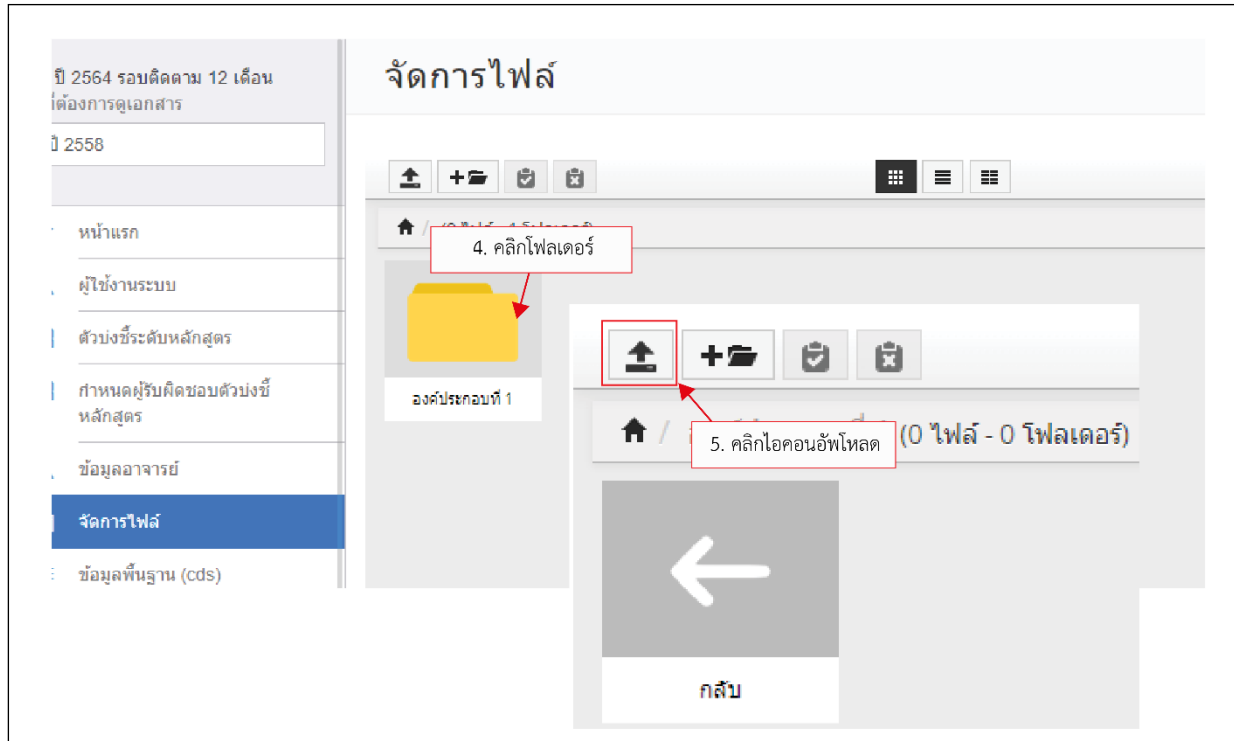 ปี 2564 รอบติดตาม 12 เดือน
ที่ต้องการดูเอกสาร
ปี 2558
หน้าแรก
ผู้ใช้งานระบบ
ตัวบ่งชี้ระดับหลักสูตร
กำหนดผู้รับผิดชอบตัวบ่งชี้
หลักสูตร
ข้อมูลอาจารย์
จัดการไฟล์
ข้อมูลพื้นฐาน (cds)
จัดการไฟล์
4. คลิกโฟลเดอร์
องค์ประกอบที่ 1
5. คลิกไอคอนอัพโหลด
(0 ไฟล์ - 0 โฟลเดอร์)
กลับ